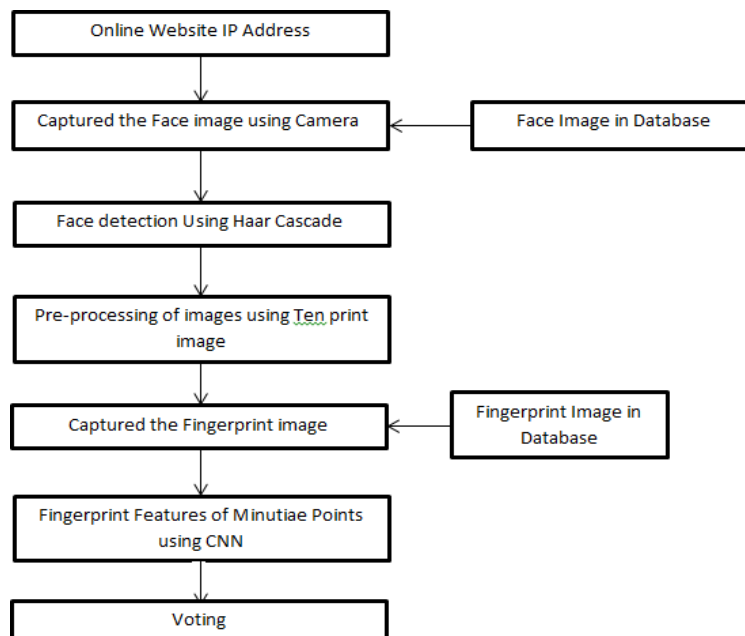 Online Website IP Address
Captured the Face image using Camera
Face Image in Database
Face detection Using Haar Cascade
Pre-processing of images using Ten print
image
Captured the Fingerprint image
Fingerprint Image in
Database
Fingerprint Features of Minutiae Points
using CNN
Voting